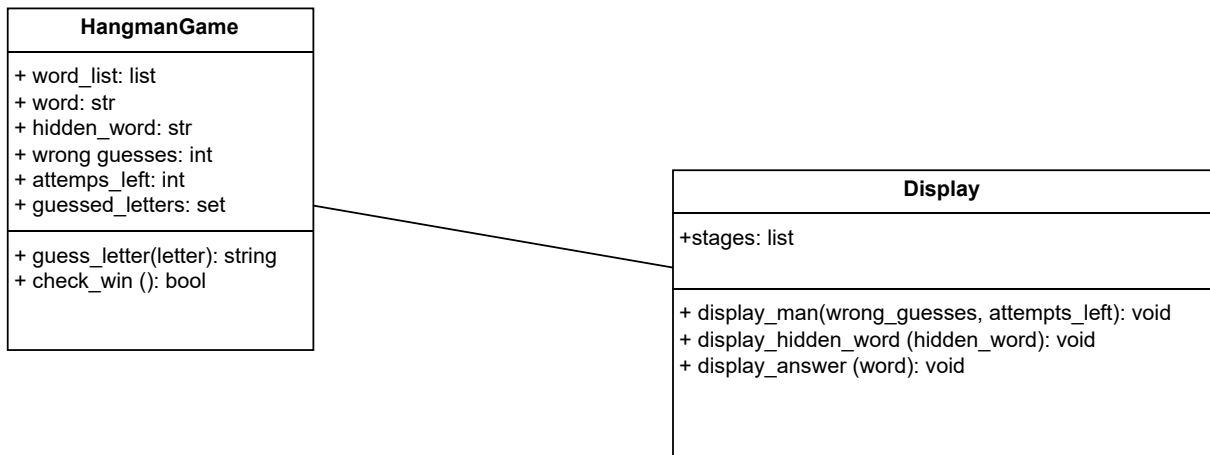 HangmanGame
+ word_list: list
+ word: str
+ hidden_word: str
+ wrong guesses: int
+ attemps_left: int
+ guessed_letters: set
+ guess_letter(letter): string
+ check_win (): bool
Display
+stages: list
+ display_man(wrong_guesses, attempts_left): void
+ display_hidden_word (hidden_word): void
+ display_answer (word): void